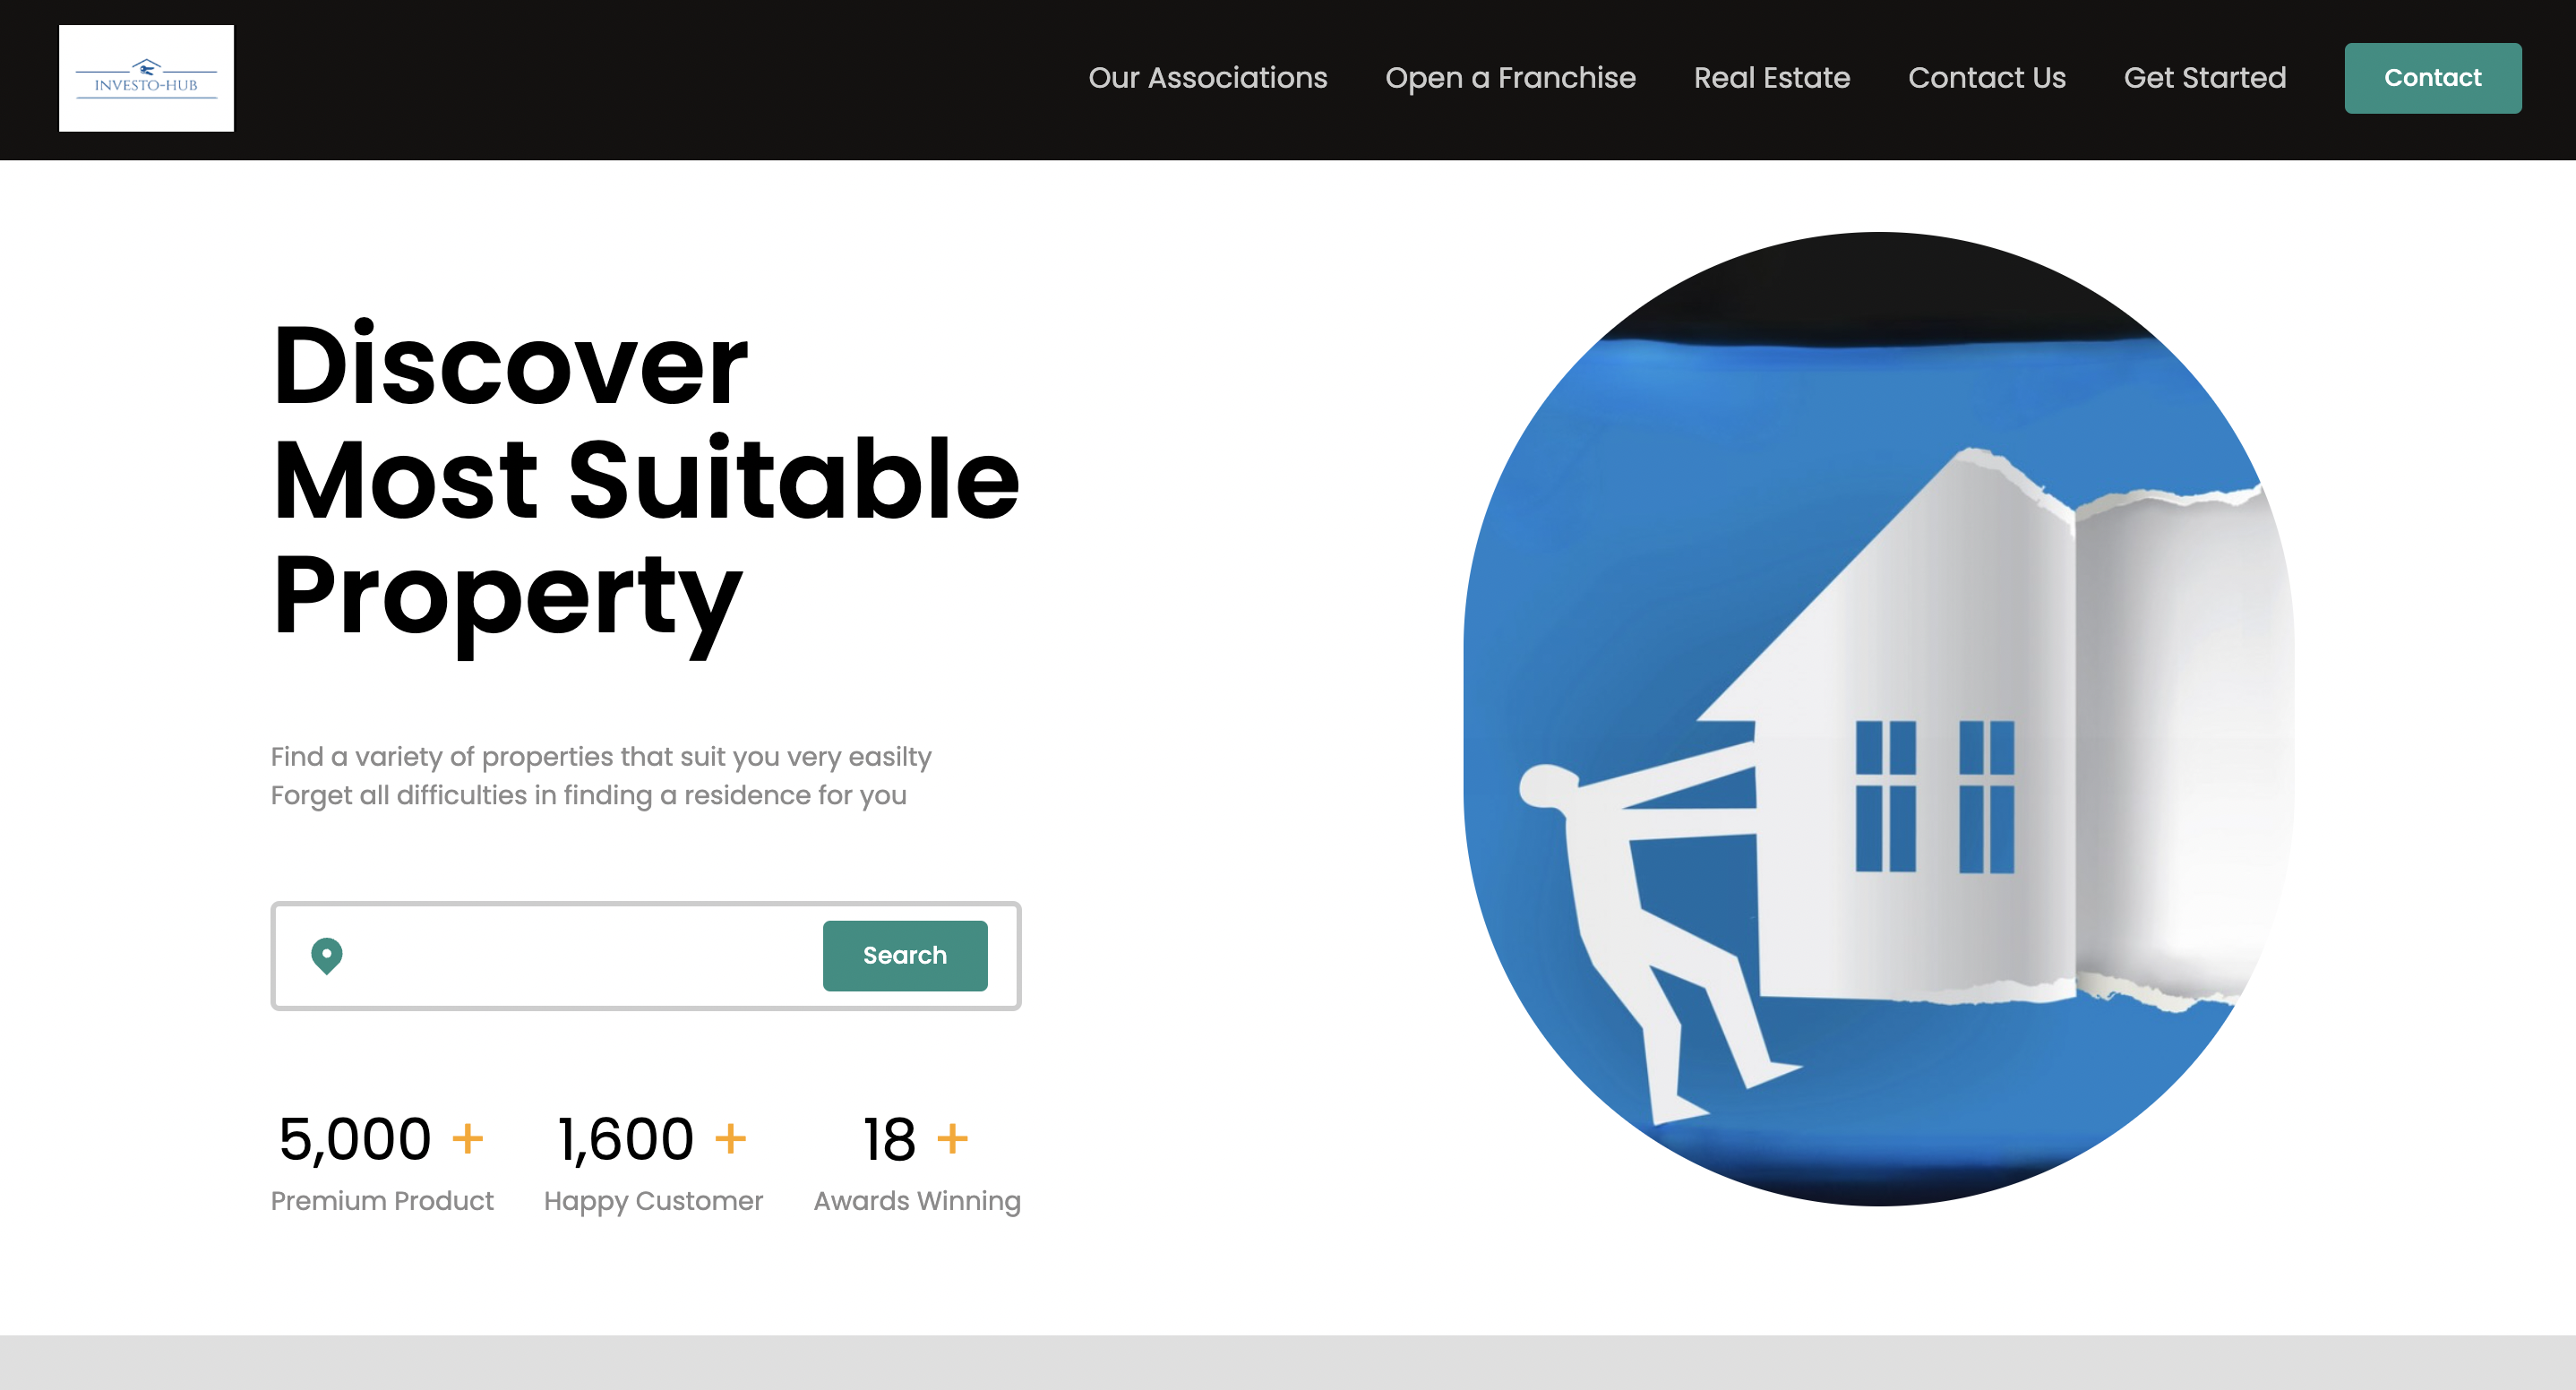 INVESTO-HUB
Our Associations
Open a Franchise
Real Estate
Contact Us
Get Started
Contact
Discover
Most Suitable
Property
Find a variety of properties that suit you very easilty
Forget all difficulties in finding a residence for you
Search
5,000 +
Premium Product
1,600 +
Happy Customer
18 +
Awards Winning